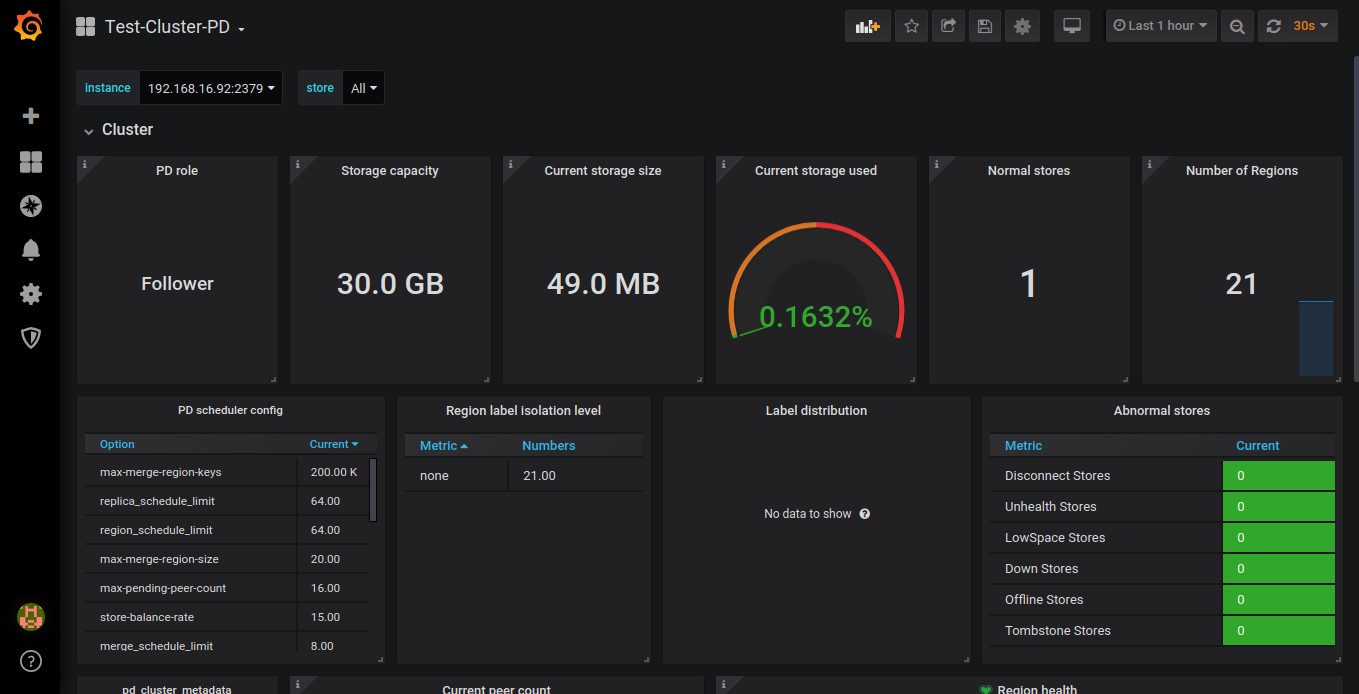 Test-Cluster-PD
Last 1 hour
30s
instance 192.168.16.92:2379 store All
Cluster
PD role
Follower
Storage capacity
30.0 GB
Current storage size
49.0 MB
Current storage used
0.1632%
Normal stores
1
Number of Regions
21
PD scheduler config
Option Current
max-merge-region-keys 200.00 K
replica_schedule_limit 64.00
region_schedule_limit 64.00
max-merge-region-size 20.00
max-pending-peer-count 16.00
store-balance-rate 15.00
merge_schedule_limit 8.00
Region label isolation level
Metric Numbers
none 21.00
Label distribution
No data to show
Abnormal stores
Metric Current
Disconnect Stores 0
Unhealth Stores 0
LowSpace Stores 0
Down Stores 0
Offline Stores 0
Tombstone Stores 0
pd_cluster_metadata
Current peer count
Region health